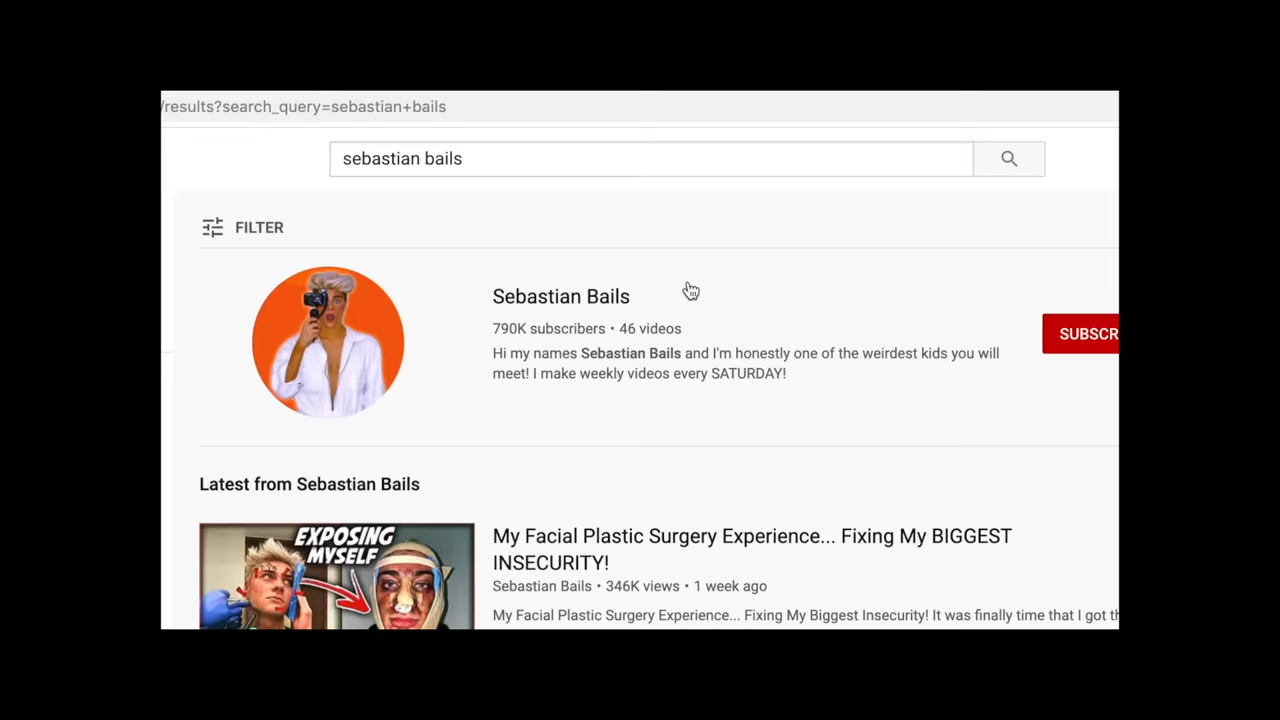 /results?search_query=sebastian+bails
sebastian bails
FILTER
Sebastian Bails
790K subscribers • 46 videos
Hi my names Sebastian Bails and I'm honestly one of the weirdest kids you will
meet! I make weekly videos every SATURDAY!
SUBSCR
Latest from Sebastian Bails
EXPOSING
MYSELF
My Facial Plastic Surgery Experience... Fixing My BIGGEST
INSECURITY!
Sebastian Bails • 346K views • 1 week ago
My Facial Plastic Surgery Experience... Fixing My Biggest Insecurity! It was finally time that I got th